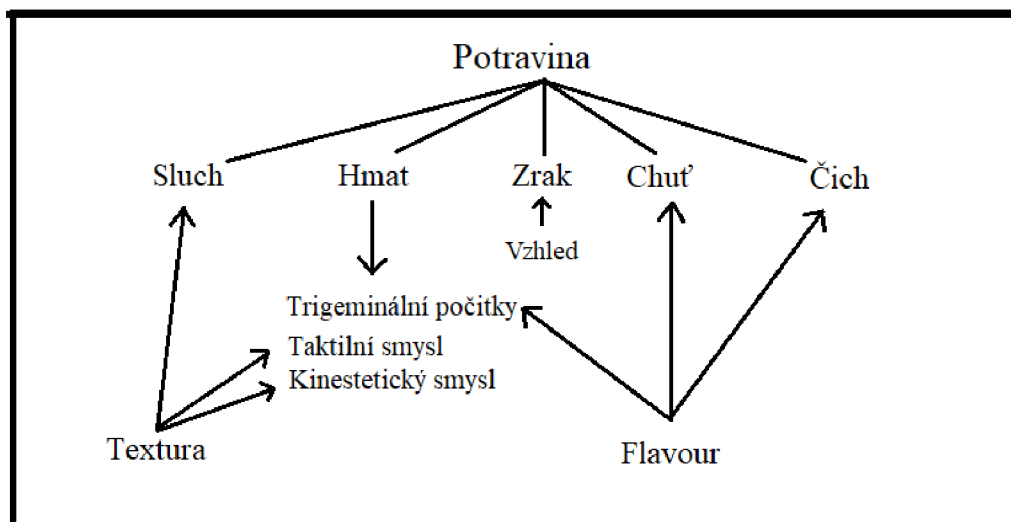 Potravina
Sluch Hmat Zrak Chuť Čich
Vzhled
Trigeminální počitky
Taktilní smysl
Kinestetický smysl
Textura Flavour